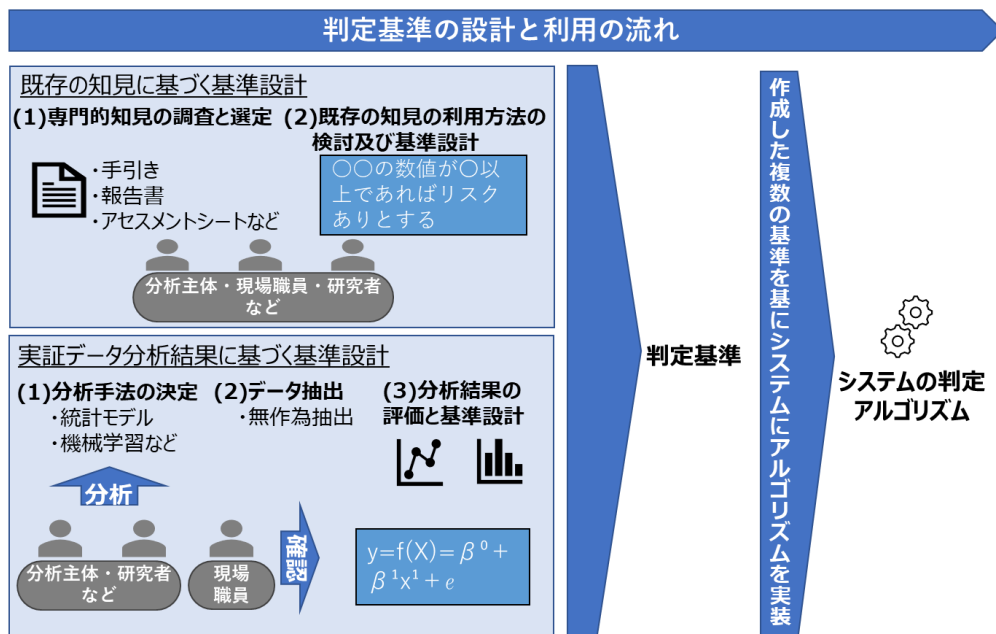 判定基準の設計と利用の流れ
既存の知見に基づく基準設計
(1)専門的知見の調査と選定
・手引き
・報告書
・アセスメントシートなど
(2)既存の知見の利用方法の
検討及び基準設計
〇〇の数値が〇以
上であればリスク
ありとする
分析主体・現場職員・研究者
など
実証データ分析結果に基づく基準設計
(1)分析手法の決定
・統計モデル
・機械学習など
(2)データ抽出
・無作為抽出
(3)分析結果の
評価と基準設計
分析
分析主体・研究者
など
現場
職員
確認
y=f(X)=β⁰+
β¹x¹+e
判定基準
作成した複数の基準を基にシステムにアルゴリズムを実装
システムの判定
アルゴリズム